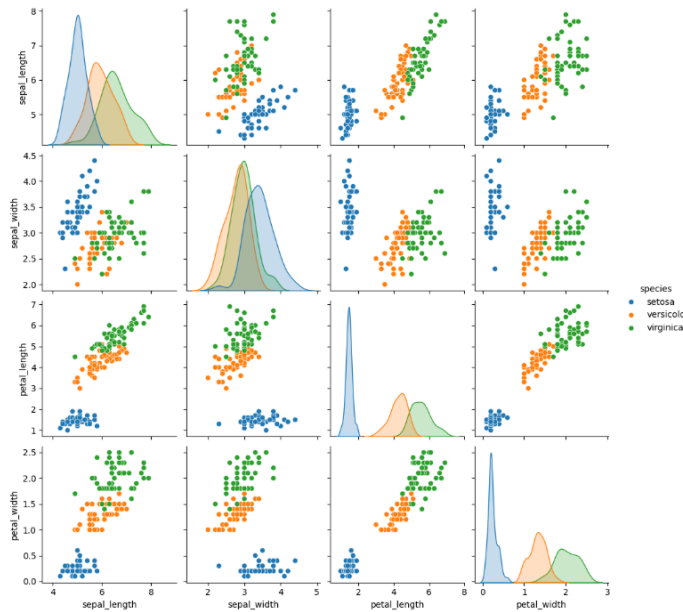 sepal_length
8
7
6
5
sepal_width
4.5
4.0
3.5
3.0
2.5
2.0
species
setosa
versicolo
virginica
petal_length
7
6
5
4
3
2
1
petal_width
2.5
2.0
1.5
1.0
0.5
0.0
4 6 8
2 3 4 5
2 4 6 8
0 1 2 3
sepal_length sepal_width petal_length petal_width